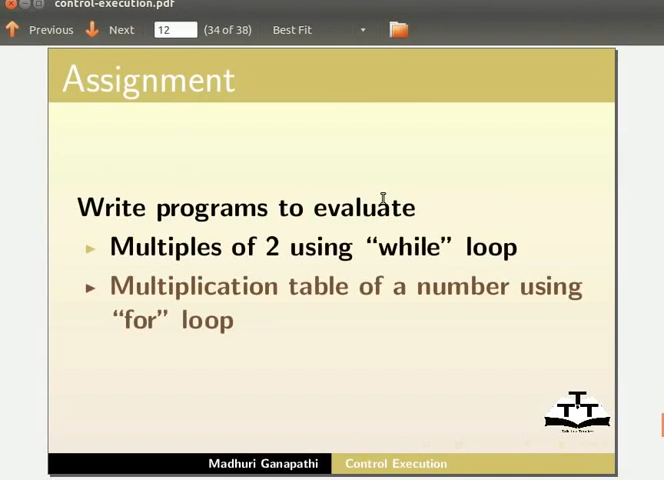 control-execution.pdf
Previous Next 12 (34 of 38) Best Fit
Assignment
Write programs to evaluate
Multiples of 2 using “while” loop
Multiplication table of a number using
“for” loop
Madhuri Ganapathi Control Execution